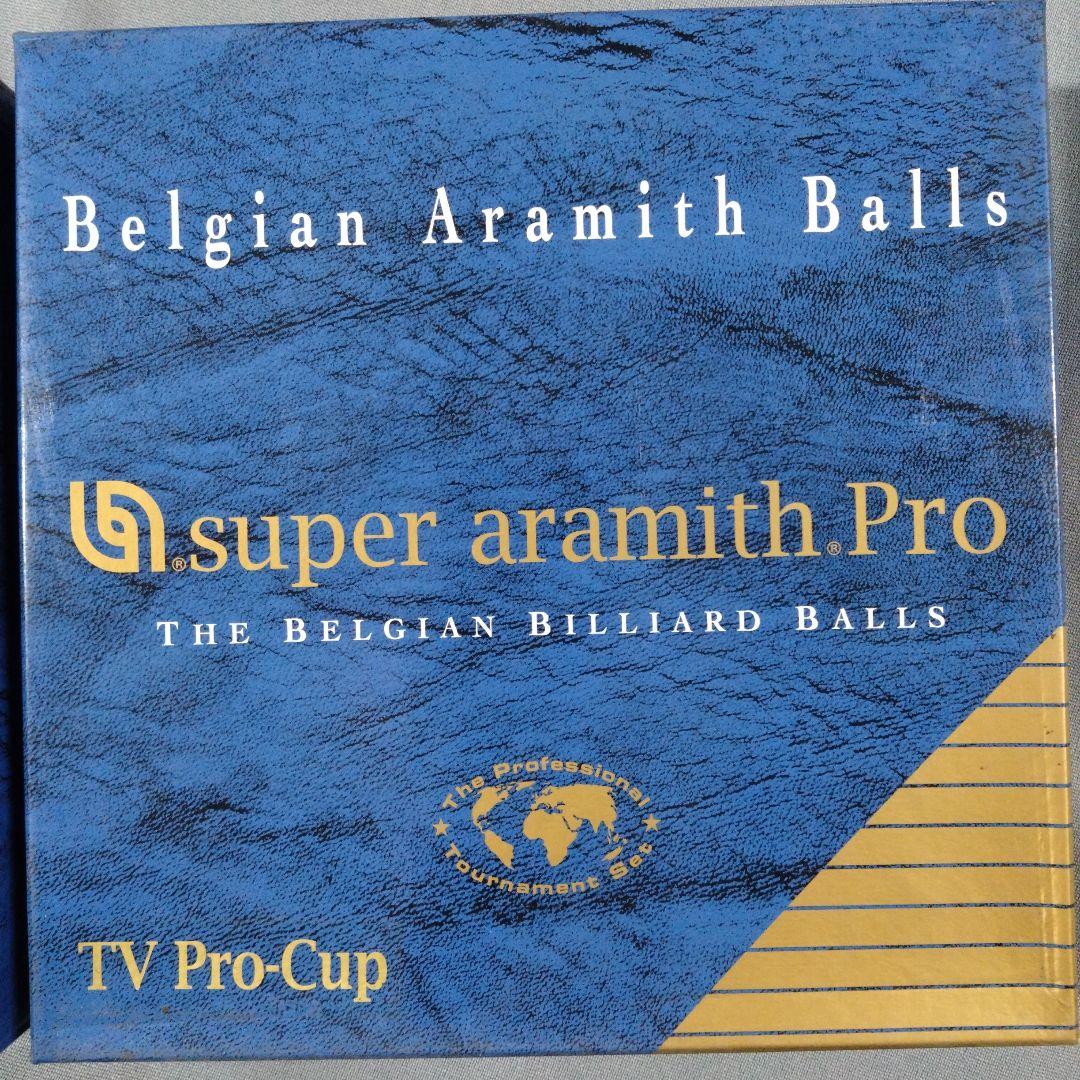 Belgian Aramith Balls
® super aramith® Pro
THE BELGIAN BILLIARD BALLS
The Professional
Tournament Set
TV Pro-Cup